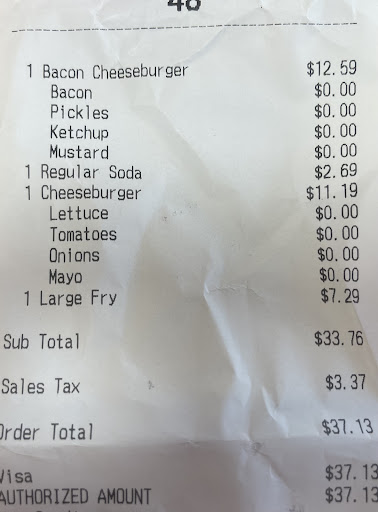 48
1 Bacon Cheeseburger $12.59
Bacon $0.00
Pickles $0.00
Ketchup $0.00
Mustard $0.00
1 Regular Soda $2.69
1 Cheeseburger $11.19
Lettuce $0.00
Tomatoes $0.00
Onions $0.00
Mayo $0.00
1 Large Fry $7.29
Sub Total $33.76
Sales Tax $3.37
Order Total $37.13
Visa $37.13
AUTHORIZED AMOUNT $37.13